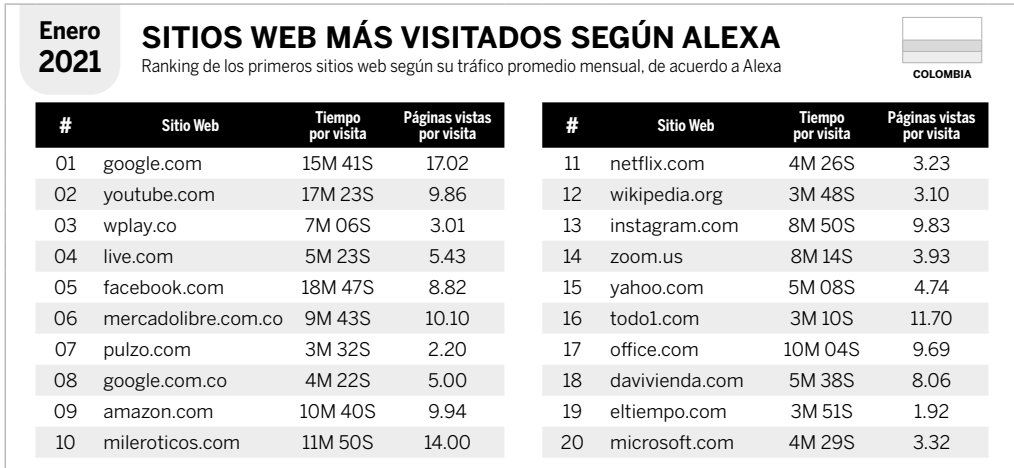 Enero
2021
SITIOS WEB MÁS VISITADOS SEGÚN ALEXA
Ranking de los primeros sitios web según su tráfico promedio mensual, de acuerdo a Alexa
COLOMBIA
# Sitio Web Tiempo por visita Páginas vistas por visita
01 google.com 15M 41S 17.02
02 youtube.com 17M 23S 9.86
03 wplay.co 7M 06S 3.01
04 live.com 5M 23S 5.43
05 facebook.com 18M 47S 8.82
06 mercadolibre.com.co 9M 43S 10.10
07 pulzo.com 3M 32S 2.20
08 google.com.co 4M 22S 5.00
09 amazon.com 10M 40S 9.94
10 mileroticos.com 11M 50S 14.00
# Sitio Web Tiempo por visita Páginas vistas por visita
11 netflix.com 4M 26S 3.23
12 wikipedia.org 3M 48S 3.10
13 instagram.com 8M 50S 9.83
14 zoom.us 8M 14S 3.93
15 yahoo.com 5M 08S 4.74
16 todo1.com 3M 10S 11.70
17 office.com 10M 04S 9.69
18 davivienda.com 5M 38S 8.06
19 eltiempo.com 3M 51S 1.92
20 microsoft.com 4M 29S 3.32